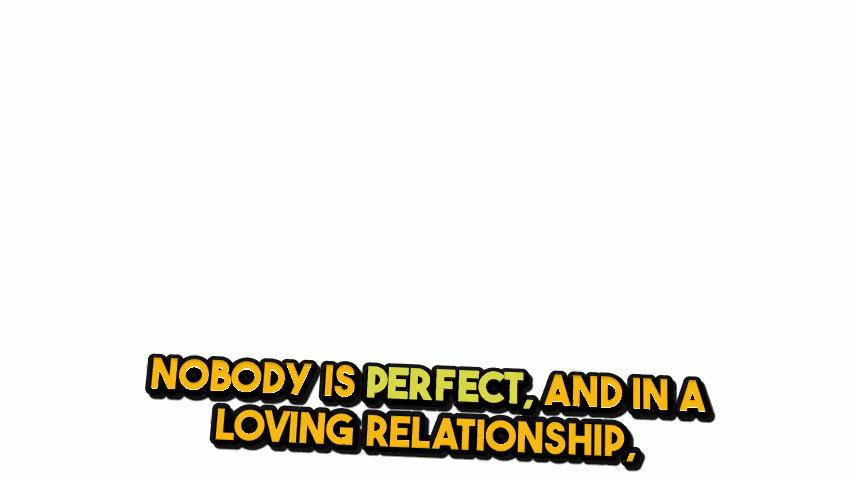 NOBODY IS PERFECT, AND IN A
LOVING RELATIONSHIP,